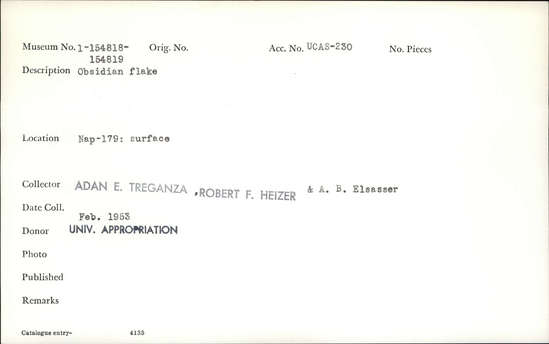 Museum No. 1-154818- Orig. No. Acc. No. UCAS-230 No. Pieces
154819
Description Obsidian flake
Location Nap-179: surface
Collector ADAN E. TREGANZA , ROBERT F. HEIZER & A. B. Elsasser
Date Coll.
Feb. 1953
Donor UNIV. APPROPRIATION
Photo
Published
Remarks
Catalogue entry- 4135